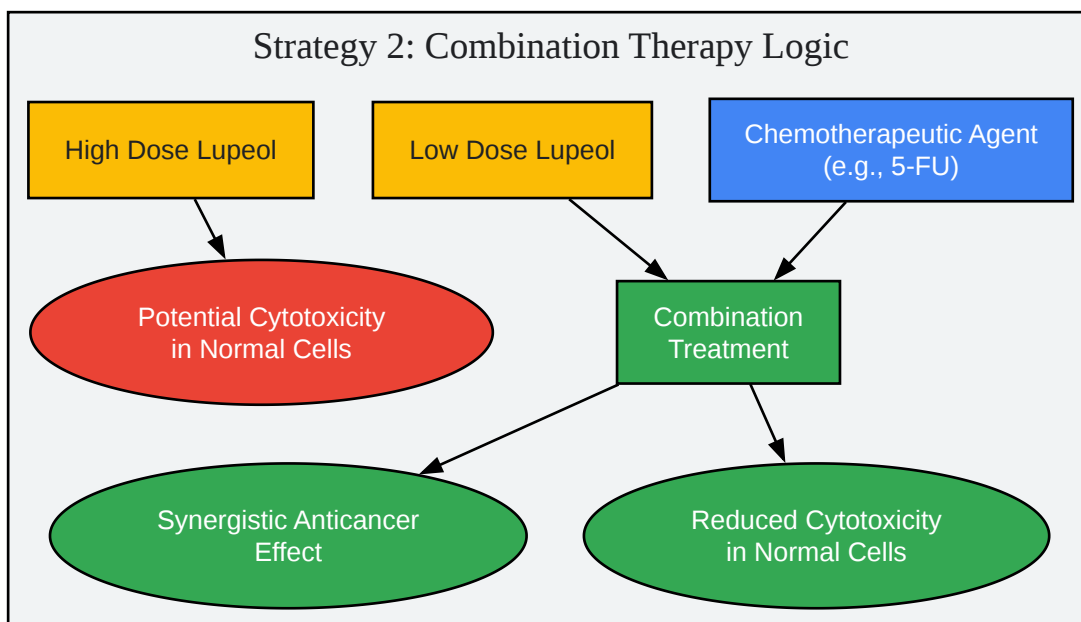 Strategy 2: Combination Therapy Logic
High Dose Lupeol
Low Dose Lupeol
Chemotherapeutic Agent
(e.g., 5-FU)
Potential Cytotoxicity
in Normal Cells
Combination
Treatment
Synergistic Anticancer
Effect
Reduced Cytotoxicity
in Normal Cells